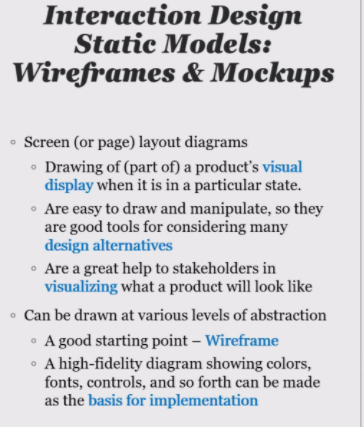 Interaction Design
Static Models:
Wireframes & Mockups
◦ Screen (or page) layout diagrams
◦ Drawing of (part of) a product's visual
display when it is in a particular state.
◦ Are easy to draw and manipulate, so they
are good tools for considering many
design alternatives
◦ Are a great help to stakeholders in
visualizing what a product will look like
◦ Can be drawn at various levels of abstraction
◦ A good starting point – Wireframe
◦ A high-fidelity diagram showing colors,
fonts, controls, and so forth can be made
as the basis for implementation